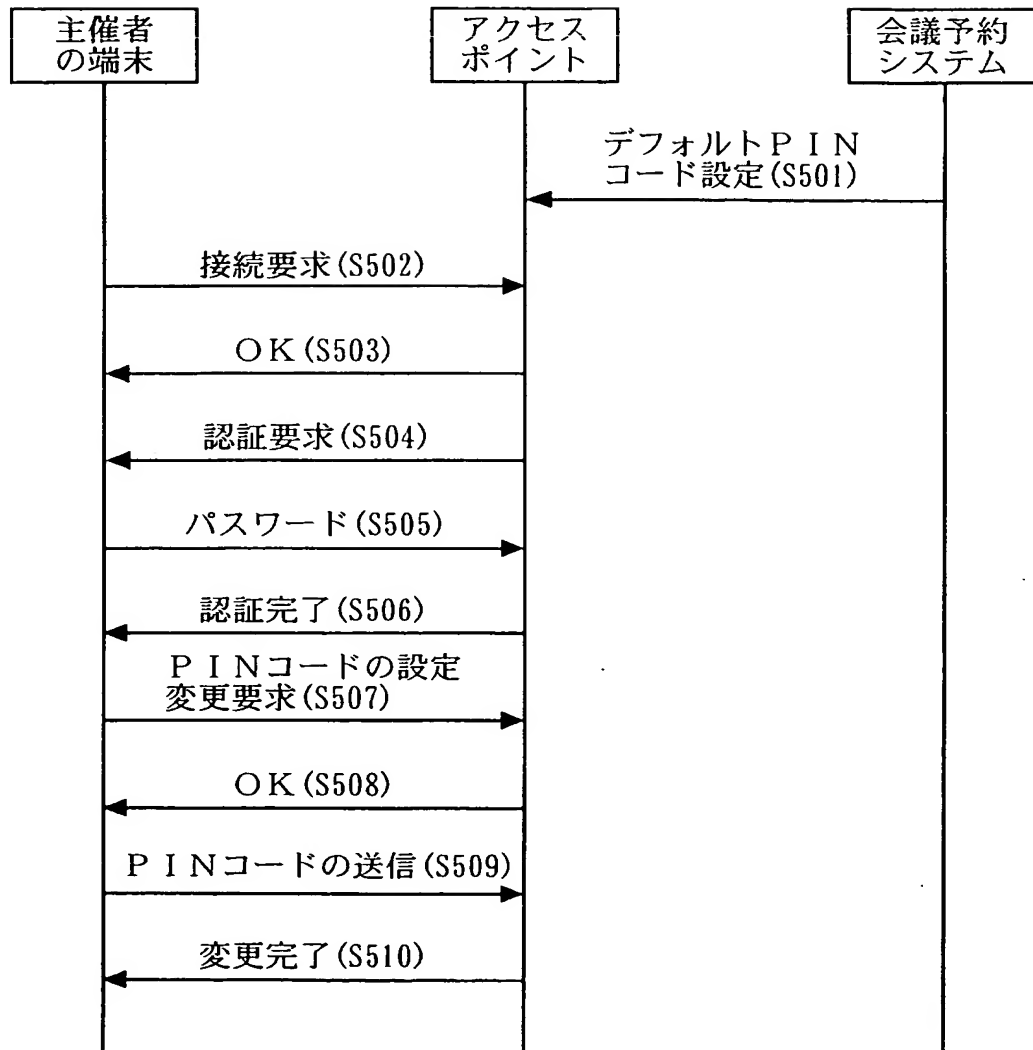 主催者
の端末
アクセス
ポイント
会議予約
システム
デフォルトＰＩＮ
コード設定(S501)
接続要求(S502)
ＯＫ(S503)
認証要求(S504)
パスワード(S505)
認証完了(S506)
ＰＩＮコードの設定
変更要求(S507)
ＯＫ(S508)
ＰＩＮコードの送信(S509)
変更完了(S510)